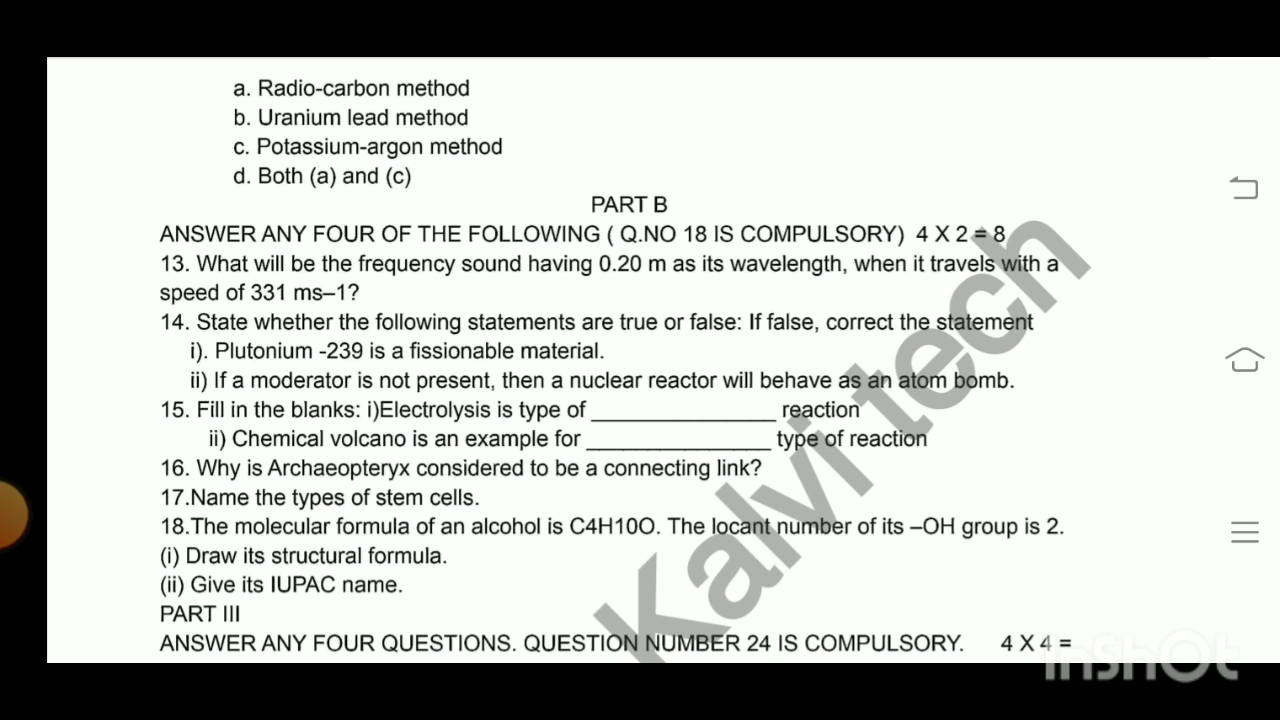 a. Radio-carbon method
b. Uranium lead method
c. Potassium-argon method
d. Both (a) and (c)
PART B
ANSWER ANY FOUR OF THE FOLLOWING ( Q.NO 18 IS COMPULSORY) 4 X 2 = 8
13. What will be the frequency sound having 0.20 m as its wavelength, when it travels with a
speed of 331 ms–1?
14. State whether the following statements are true or false: If false, correct the statement
i). Plutonium -239 is a fissionable material.
ii) If a moderator is not present, then a nuclear reactor will behave as an atom bomb.
15. Fill in the blanks: i)Electrolysis is type of _______________ reaction
ii) Chemical volcano is an example for _______________ type of reaction
16. Why is Archaeopteryx considered to be a connecting link?
17.Name the types of stem cells.
18.The molecular formula of an alcohol is C4H10O. The locant number of its –OH group is 2.
(i) Draw its structural formula.
(ii) Give its IUPAC name.
PART III
ANSWER ANY FOUR QUESTIONS. QUESTION NUMBER 24 IS COMPULSORY. 4 X 4 =
Kalvi tech
InShOt